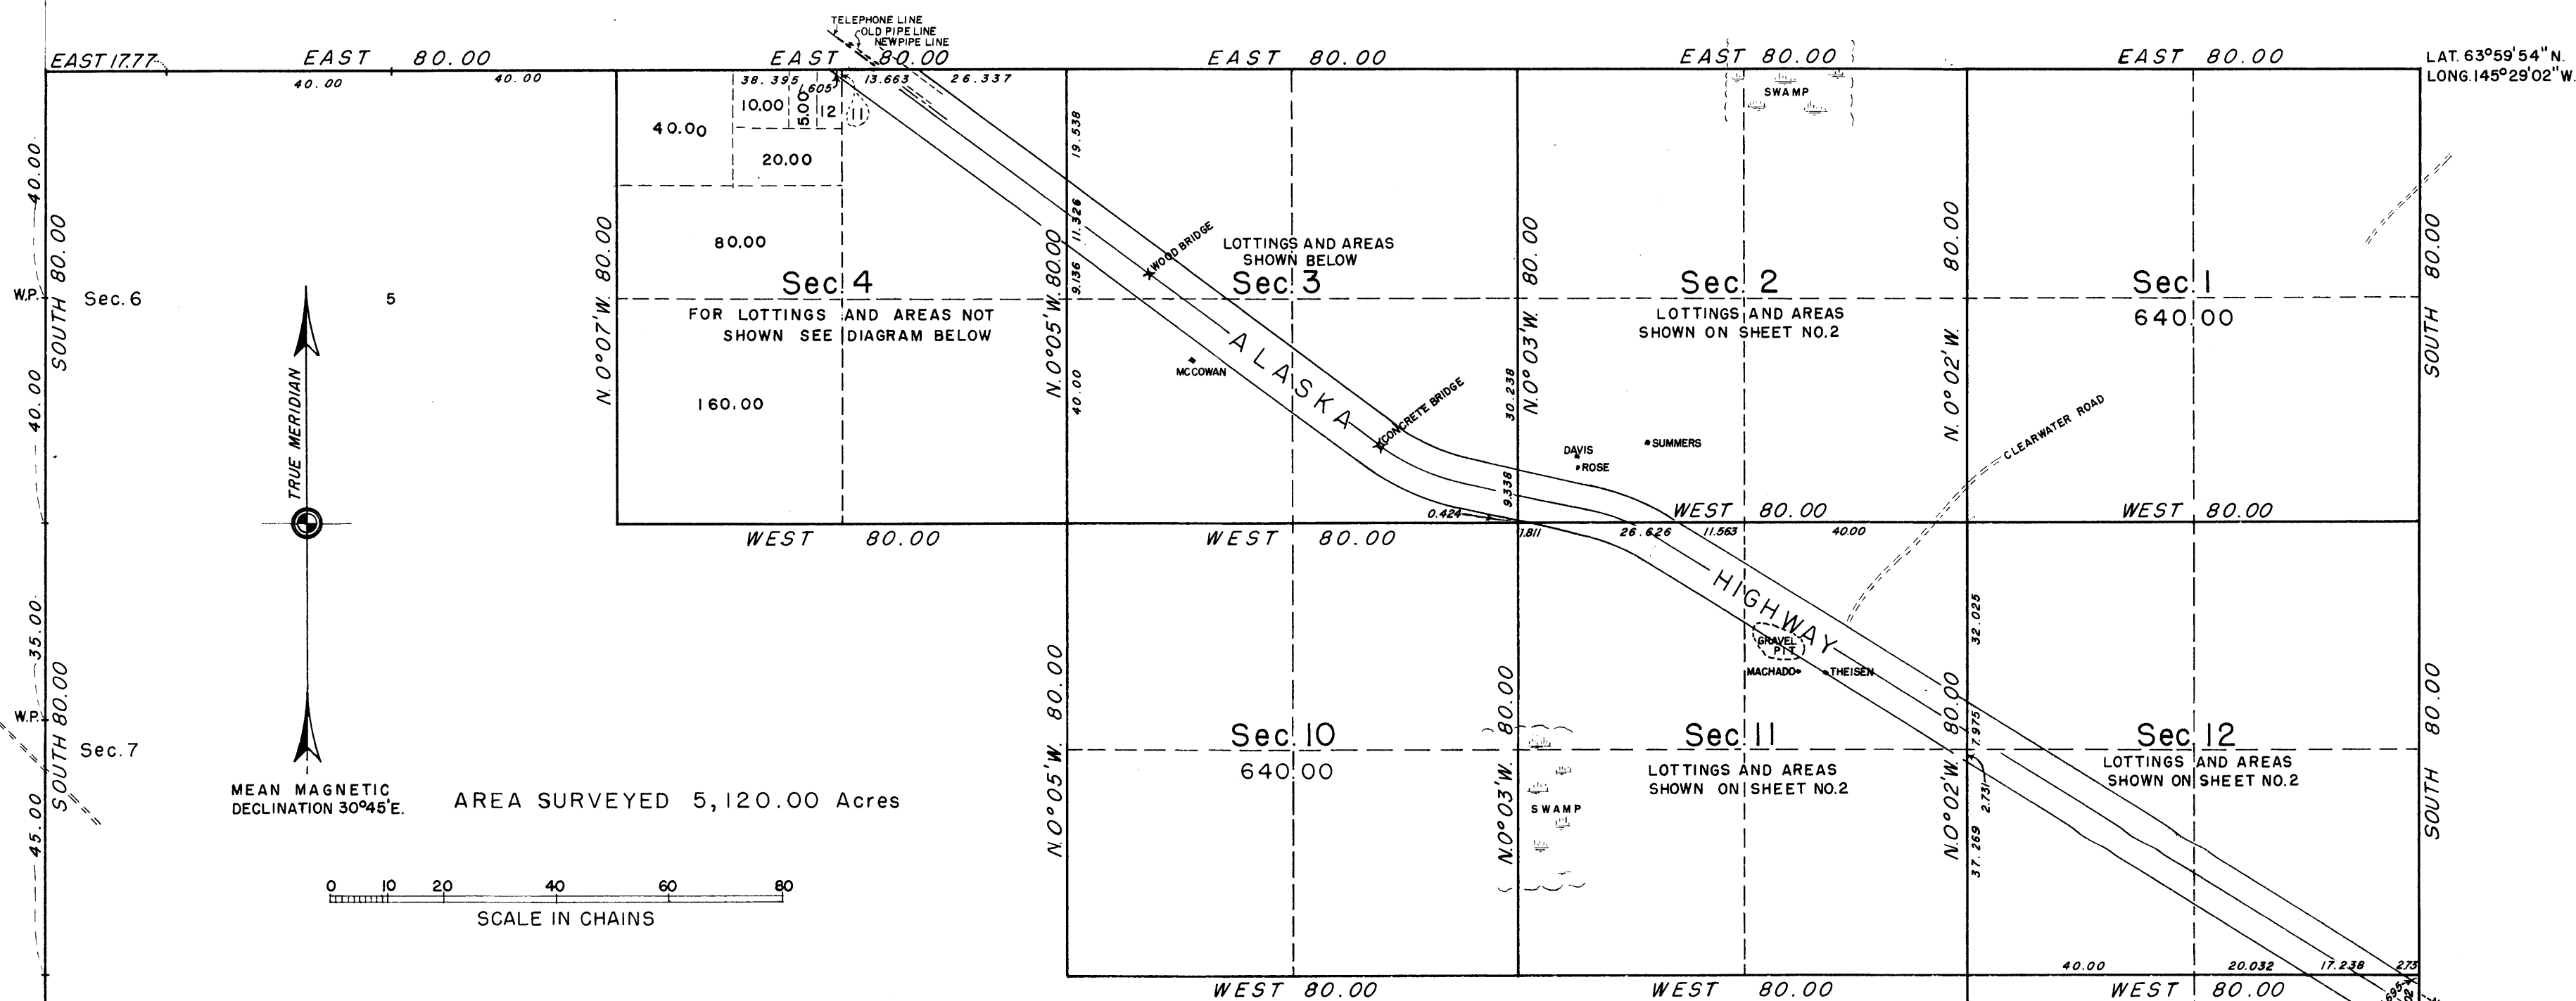 TELEPHONE LINE
OLD PIPE LINE
NEW PIPE LINE
EAST 17.77
EAST 80.00
EAST 80.00
EAST 80.00
EAST 80.00
EAST 80.00
LAT. 63°59'54" N.
LONG. 145°29'02" W.
40.00
40.00
38.395
1.605
13.663
26.337
SWAMP
10.00
5.00
12
11
40.00
20.00
19.538
40.00
SOUTH 80.00
N. 0°07'W. 80.00
80.00
11.326
9.136
N. 0°05'W. 80.00
WOOD BRIDGE
LOTTINGS AND AREAS
SHOWN BELOW
N. 0°03'W. 80.00
N. 0°02'W. 80.00
SOUTH 80.00
W.P.
Sec. 6
5
Sec. 4
Sec. 3
Sec. 2
Sec. 1
FOR LOTTINGS AND AREAS NOT
SHOWN SEE DIAGRAM BELOW
LOTTINGS AND AREAS
SHOWN ON SHEET NO.2
640.00
ALASKA
MC COWAN
160.00
40.00
40.00
30.238
CONCRETE BRIDGE
TRUE MERIDIAN
DAVIS
ROSE
SUMMERS
CLEARWATER ROAD
9.338
0.424
WEST 80.00
WEST 80.00
WEST 80.00
WEST 80.00
1.811
26.626
11.563
40.00
HIGHWAY
GRAVEL
PIT
MACHADO
THEISEN
35.00
32.025
SOUTH 80.00
N. 0°05'W. 80.00
N. 0°03'W. 80.00
N. 0°02'W. 80.00
7.975
SOUTH 80.00
W.P.
Sec. 7
Sec. 10
Sec. 11
Sec. 12
640.00
LOTTINGS AND AREAS
SHOWN ON SHEET NO.2
LOTTINGS AND AREAS
SHOWN ON SHEET NO.2
MEAN MAGNETIC
DECLINATION 30°45'E.
AREA SURVEYED 5,120.00 Acres
SWAMP
2.731
45.00
37.269
0 10 20 40 60 80
SCALE IN CHAINS
40.00
20.032
17.238
WEST 80.00
WEST 80.00
WEST 80.00